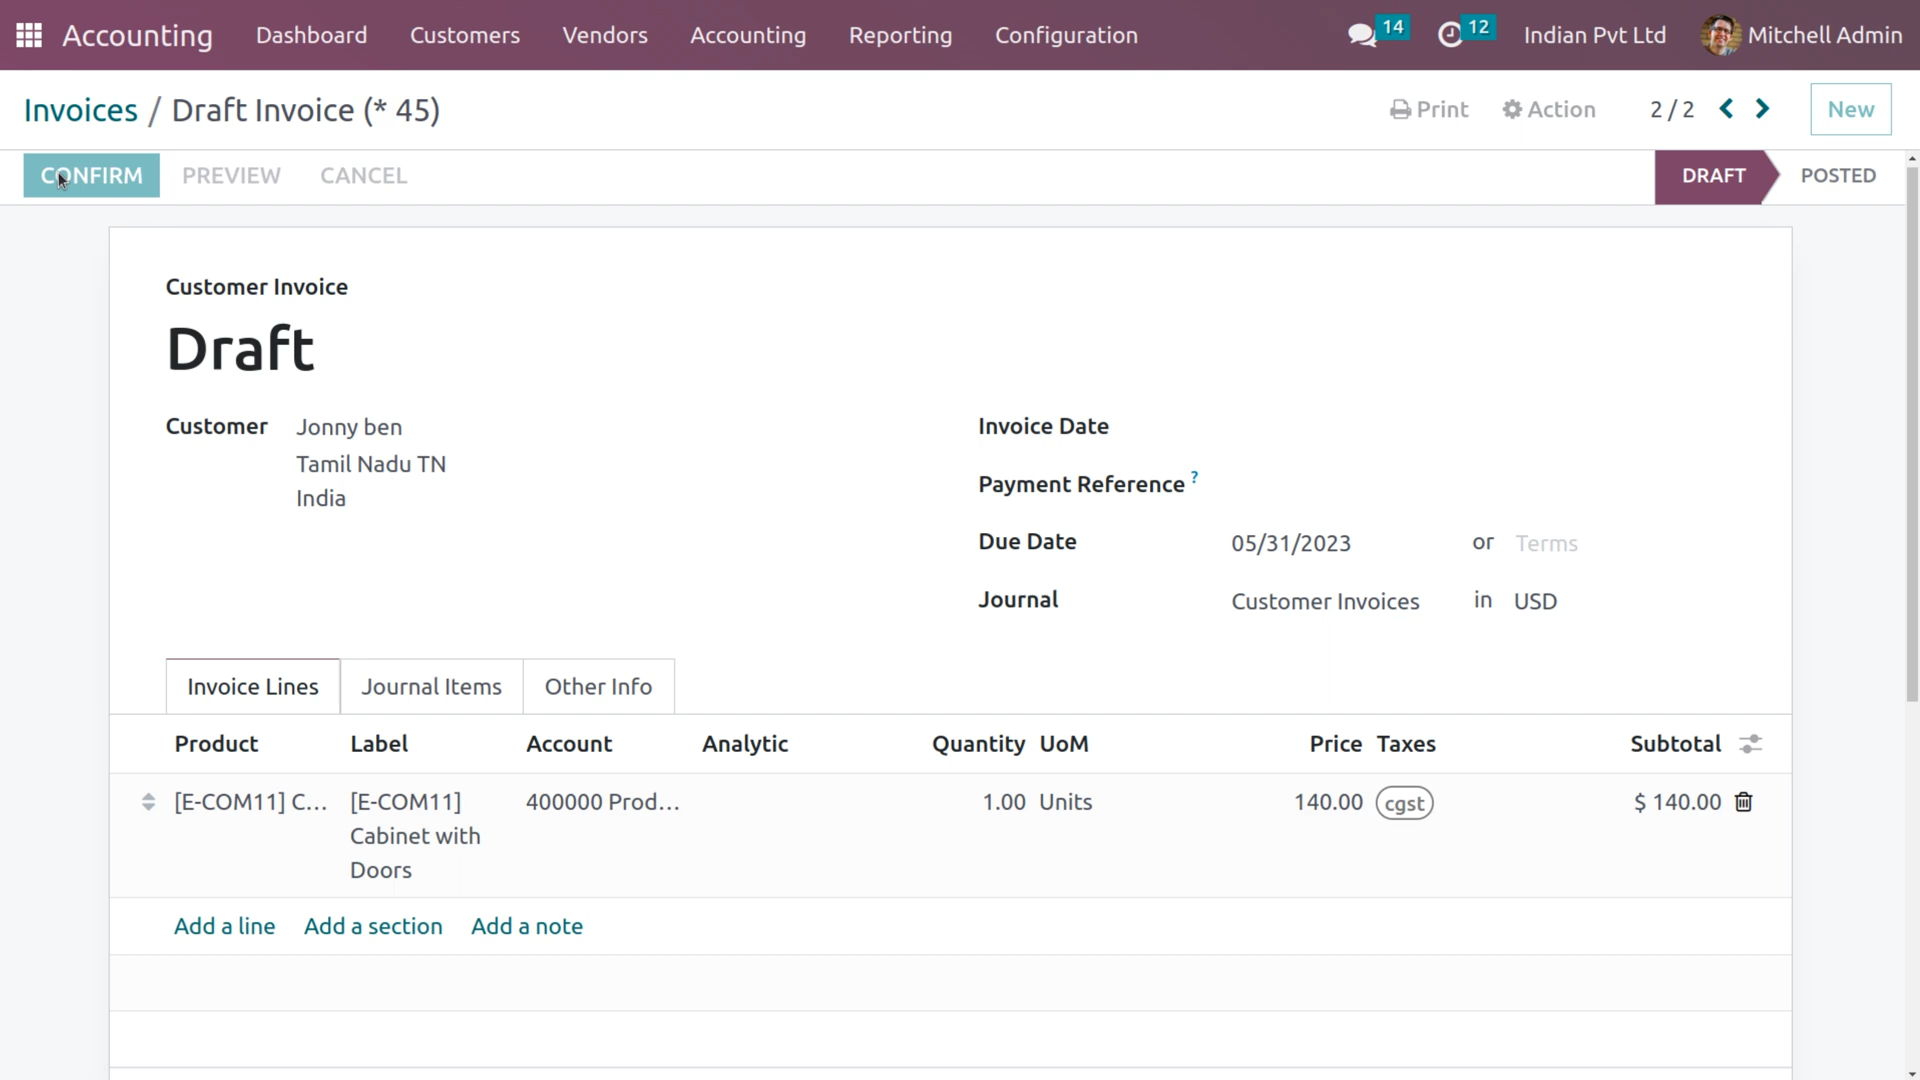 Accounting Dashboard Customers Vendors Accounting Reporting Configuration 14 12 Indian Pvt Ltd Mitchell Admin
Invoices / Draft Invoice (* 45) Print Action 2 / 2 New
CONFIRM PREVIEW CANCEL DRAFT POSTED
Customer Invoice
Draft
Customer Jonny ben Invoice Date
Tamil Nadu TN
India
Payment Reference ?
Due Date 05/31/2023 or Terms
Journal Customer Invoices in USD
Invoice Lines Journal Items Other Info
Product Label Account Analytic Quantity UoM Price Taxes Subtotal
[E-COM11] C... [E-COM11] 400000 Prod... 1.00 Units 140.00 cgst $ 140.00
Cabinet with
Doors
Add a line Add a section Add a note